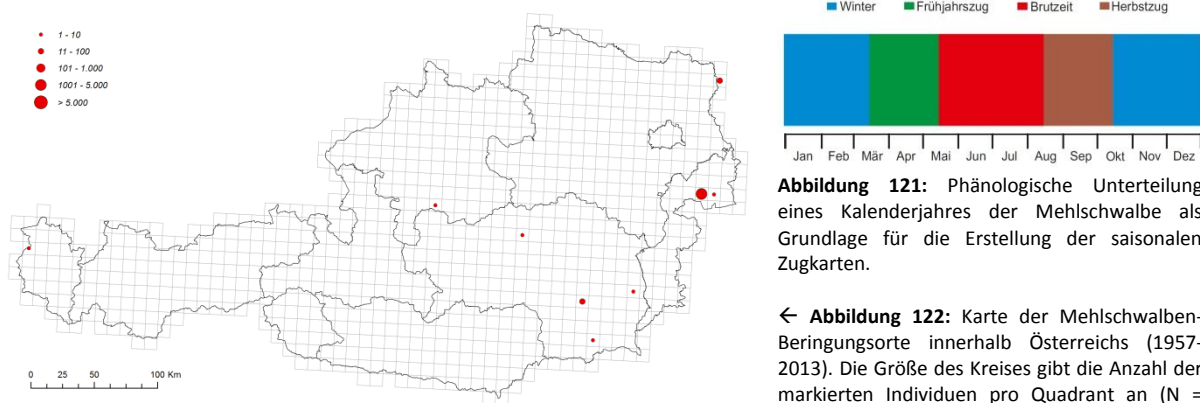 1 - 10
11 - 100
101 - 1.000
1001 - 5.000
> 5.000
0 25 50 100 Km
Winter Frühjahrszug Brutzeit Herbstzug
Jan Feb Mär Apr Mai Jun Jul Aug Sep Okt Nov Dez
Abbildung 121: Phänologische Unterteilung
eines Kalenderjahres der Mehlschwalbe als
Grundlage für die Erstellung der saisonalen
Zugkarten.
← Abbildung 122: Karte der Mehlschwalben-
Beringungsorte innerhalb Österreichs (1957-
2013). Die Größe des Kreises gibt die Anzahl der
markierten Individuen pro Quadrant an (N =